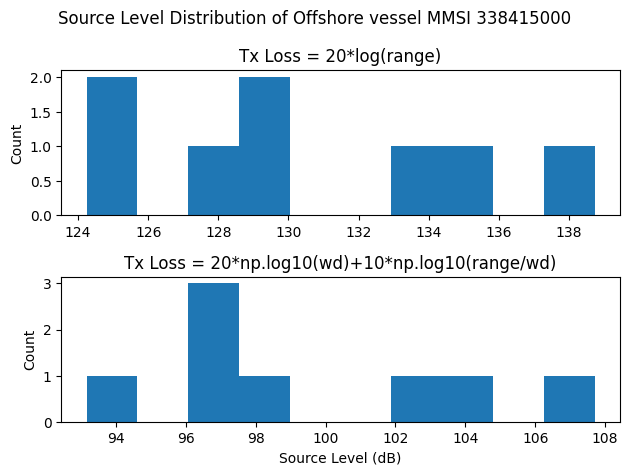 Source Level Distribution of Offshore vessel MMSI 338415000
Tx Loss = 20*log(range)
2.0
1.5
1.0
0.5
0.0
Count
124 126 128 130 132 134 136 138
Tx Loss = 20*np.log10(wd)+10*np.log10(range/wd)
3
2
1
0
Count
94 96 98 100 102 104 106 108
Source Level (dB)